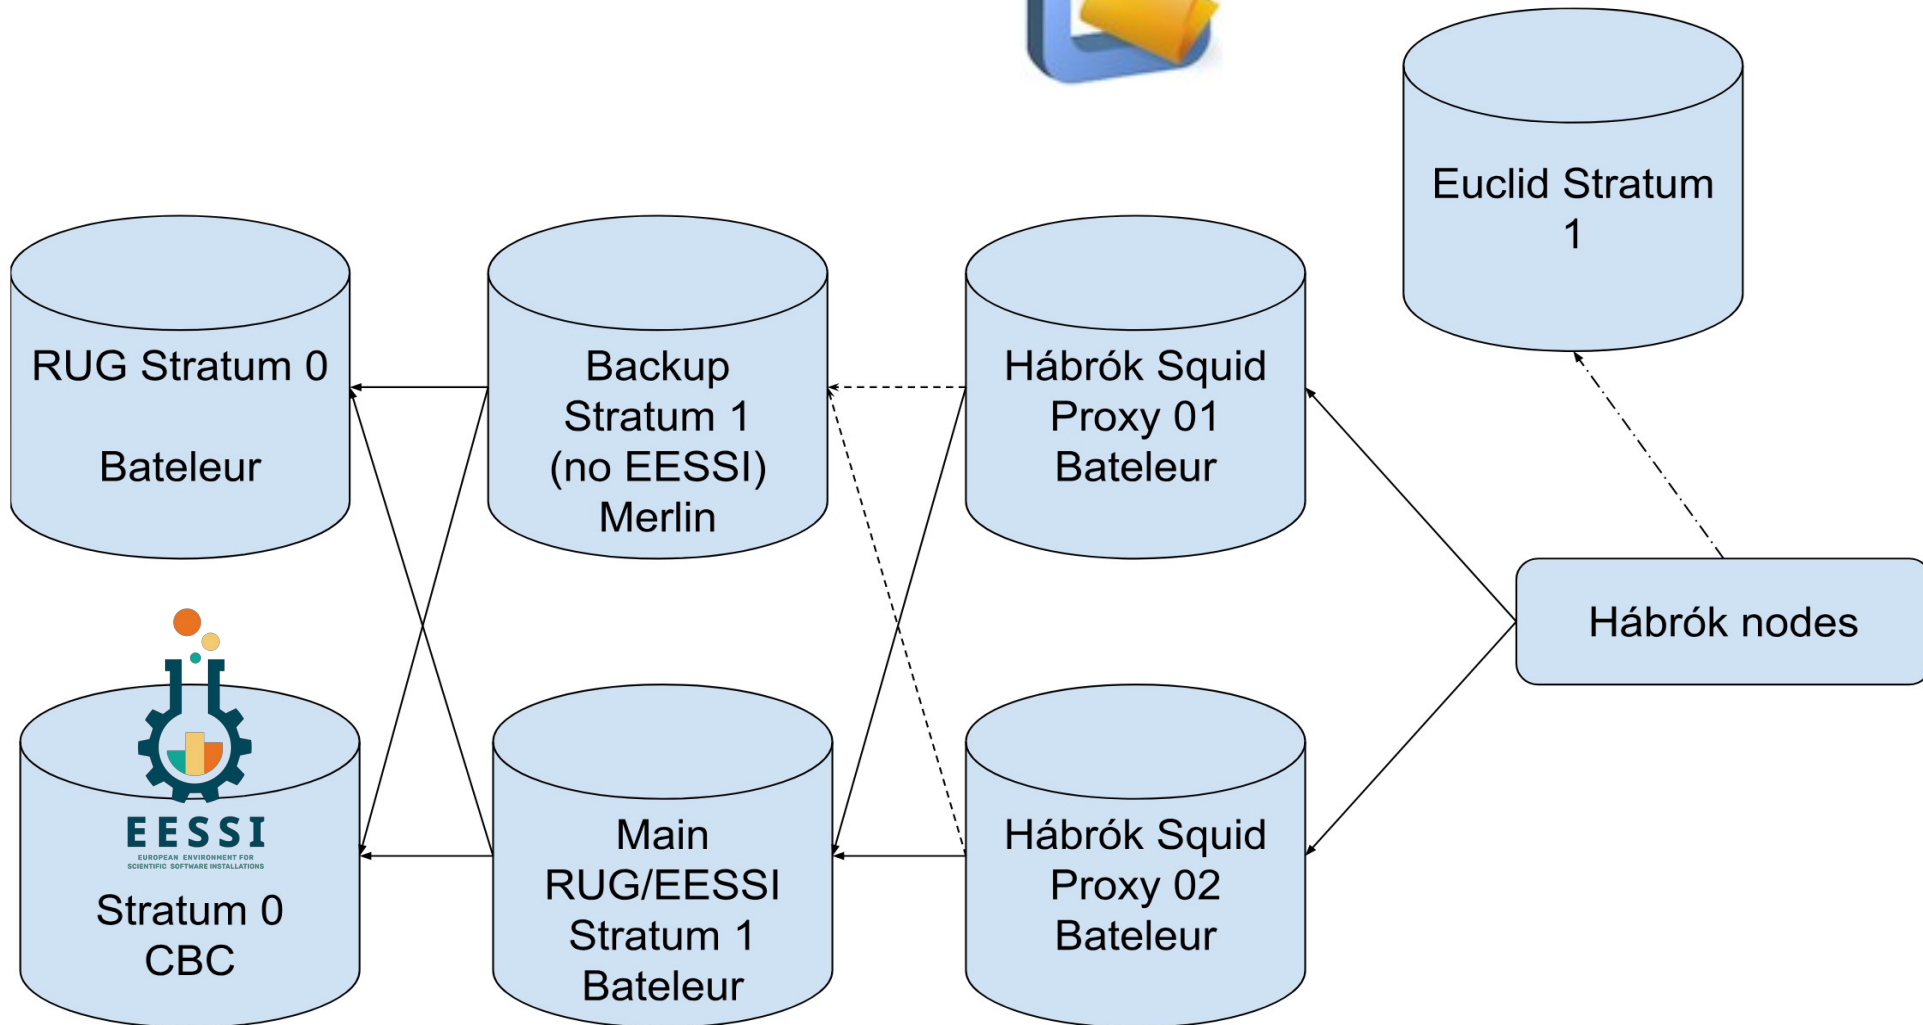 Euclid Stratum
1
RUG Stratum 0
Bateleur
Backup
Stratum 1
(no EESSI)
Merlin
Hábrók Squid
Proxy 01
Bateleur
Hábrók nodes
EESSI
EUROPEAN ENVIRONMENT FOR
SCIENTIFIC SOFTWARE INSTALLATIONS
Stratum 0
CBC
Main
RUG/EESSI
Stratum 1
Bateleur
Hábrók Squid
Proxy 02
Bateleur